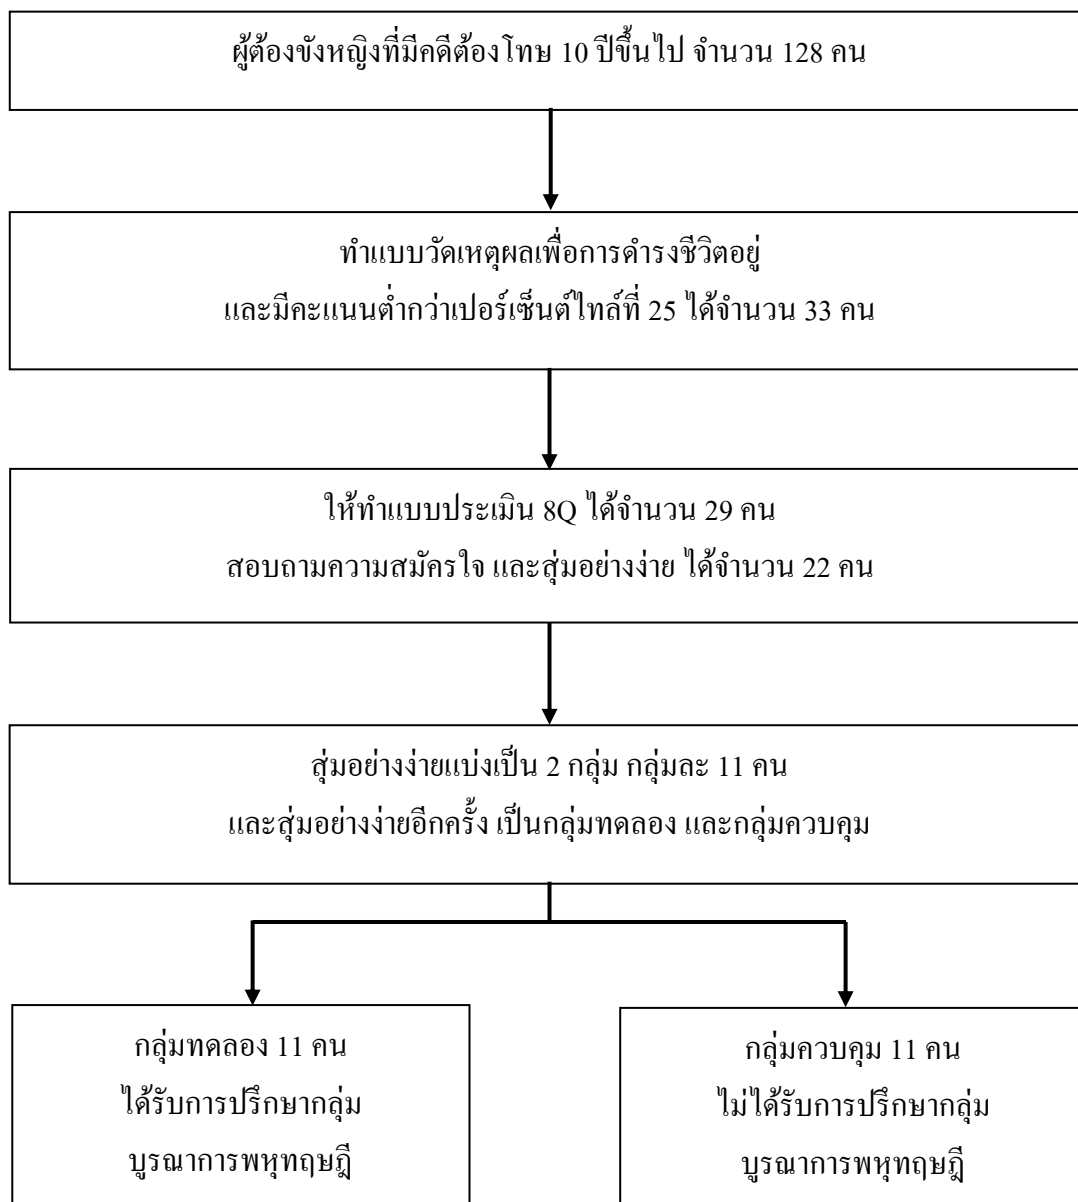 ผู้ต้องขังหญิงที่มีคดีต้องโทษ 10 ปีขึ้นไป จำนวน 128 คน
ทำแบบวัดเหตุผลเพื่อการดำรงชีวิตอยู่
และมีคะแนนต่ำกว่าเปอร์เซ็นต์ไทล์ที่ 25 ได้จำนวน 33 คน
ให้ทำแบบประเมิน 8Q ได้จำนวน 29 คน
สอบถามความสมัครใจ และสุ่มอย่างง่าย ได้จำนวน 22 คน
สุ่มอย่างง่ายแบ่งเป็น 2 กลุ่ม กลุ่มละ 11 คน
และสุ่มอย่างง่ายอีกครั้ง เป็นกลุ่มทดลอง และกลุ่มควบคุม
กลุ่มทดลอง 11 คน
ได้รับการปรึกษากลุ่ม
บูรณาการพหุทฤษฎี
กลุ่มควบคุม 11 คน
ไม่ได้รับการปรึกษากลุ่ม
บูรณาการพหุทฤษฎี